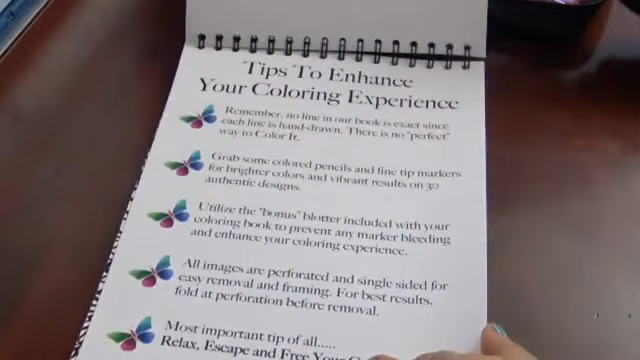 Tips To Enhance
Your Coloring Experience
Remember, no line in our book is exact since
each line is hand-drawn. There is no "perfect"
way to Color It.
Grab some colored pencils and fine tip markers
for brighter colors and vibrant results on 30
authentic designs.
Utilize the "bonus" blotter included with your
coloring book to prevent any marker bleeding
and enhance your coloring experience.
All images are perforated and single sided for
easy removal and framing. For best results,
fold at perforation before removal.
Most important tip of all.....
Relax, Escape and Free Your